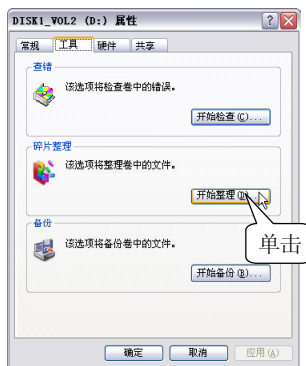 DISK1_VOL2 (D:) 属性
常规 工具 硬件 共享
查错
该选项将检查卷中的错误。
开始检查(C)...
碎片整理
该选项将整理卷中的文件。
开始整理(D)...
备份
该选项将备份卷中的文件。
单击
开始备份(B)...
确定 取消 应用(A)